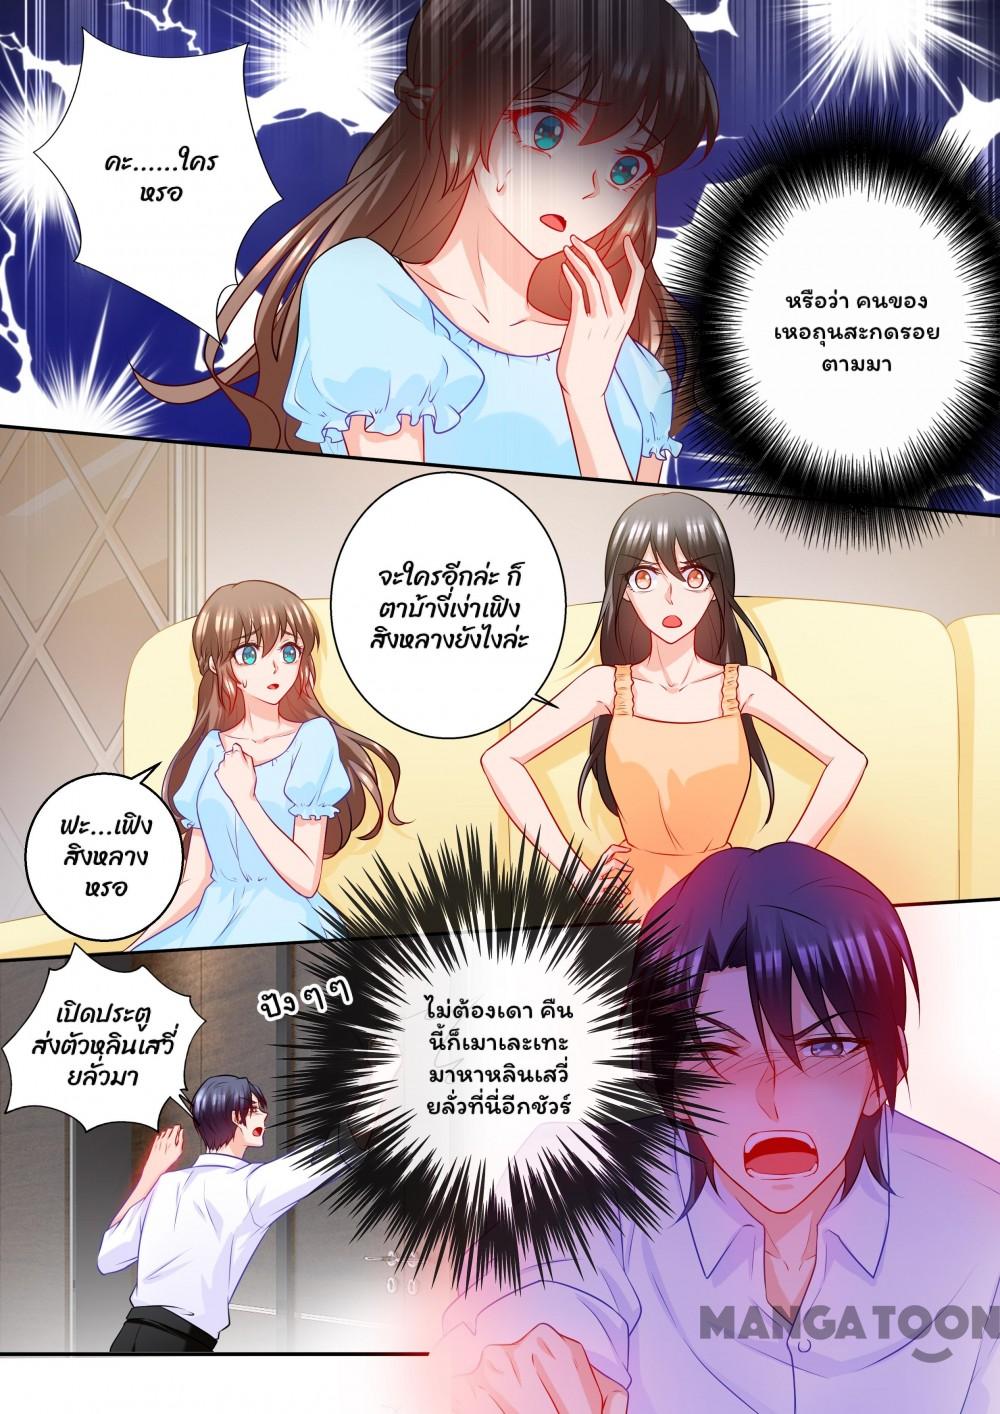 คะ......ใคร
หรอ
หรือว่า คนของ
เหอถุนสะกดรอย
ตามมา
จะใครอีกล่ะ ก็
ตาบ้างี่เง่าเฟิง
สิงหลางยังไงล่ะ
ฟะ...เฟิง
สิงหลาง
หรอ
เปิดประตู
ส่งตัวหลินเสวี่
ยลั่วมา
ปังๆๆ
ไม่ต้องเดา คืน
นี้ก็เมาเละเทะ
มาหาหลินเสวี่
ยลั่วที่นี่อีกชัวร์
MANGATOON